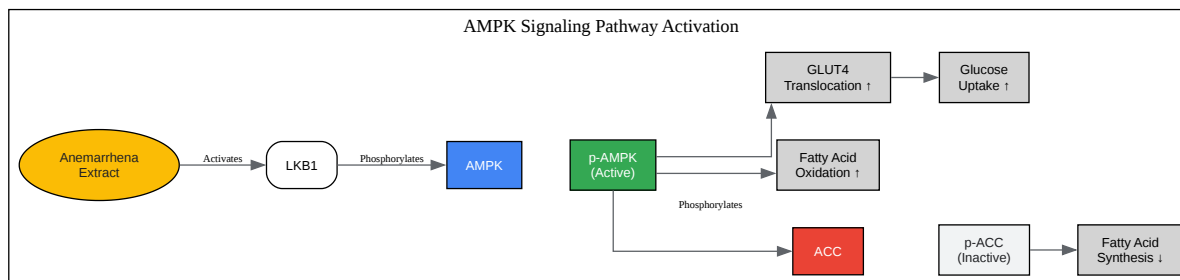 AMPK Signaling Pathway Activation
GLUT4
Translocation ↑
Glucose
Uptake ↑
Anemarrhena
Extract
Activates
LKB1
Phosphorylates
AMPK
p-AMPK
(Active)
Fatty Acid
Oxidation ↑
Phosphorylates
ACC
p-ACC
(Inactive)
Fatty Acid
Synthesis ↓